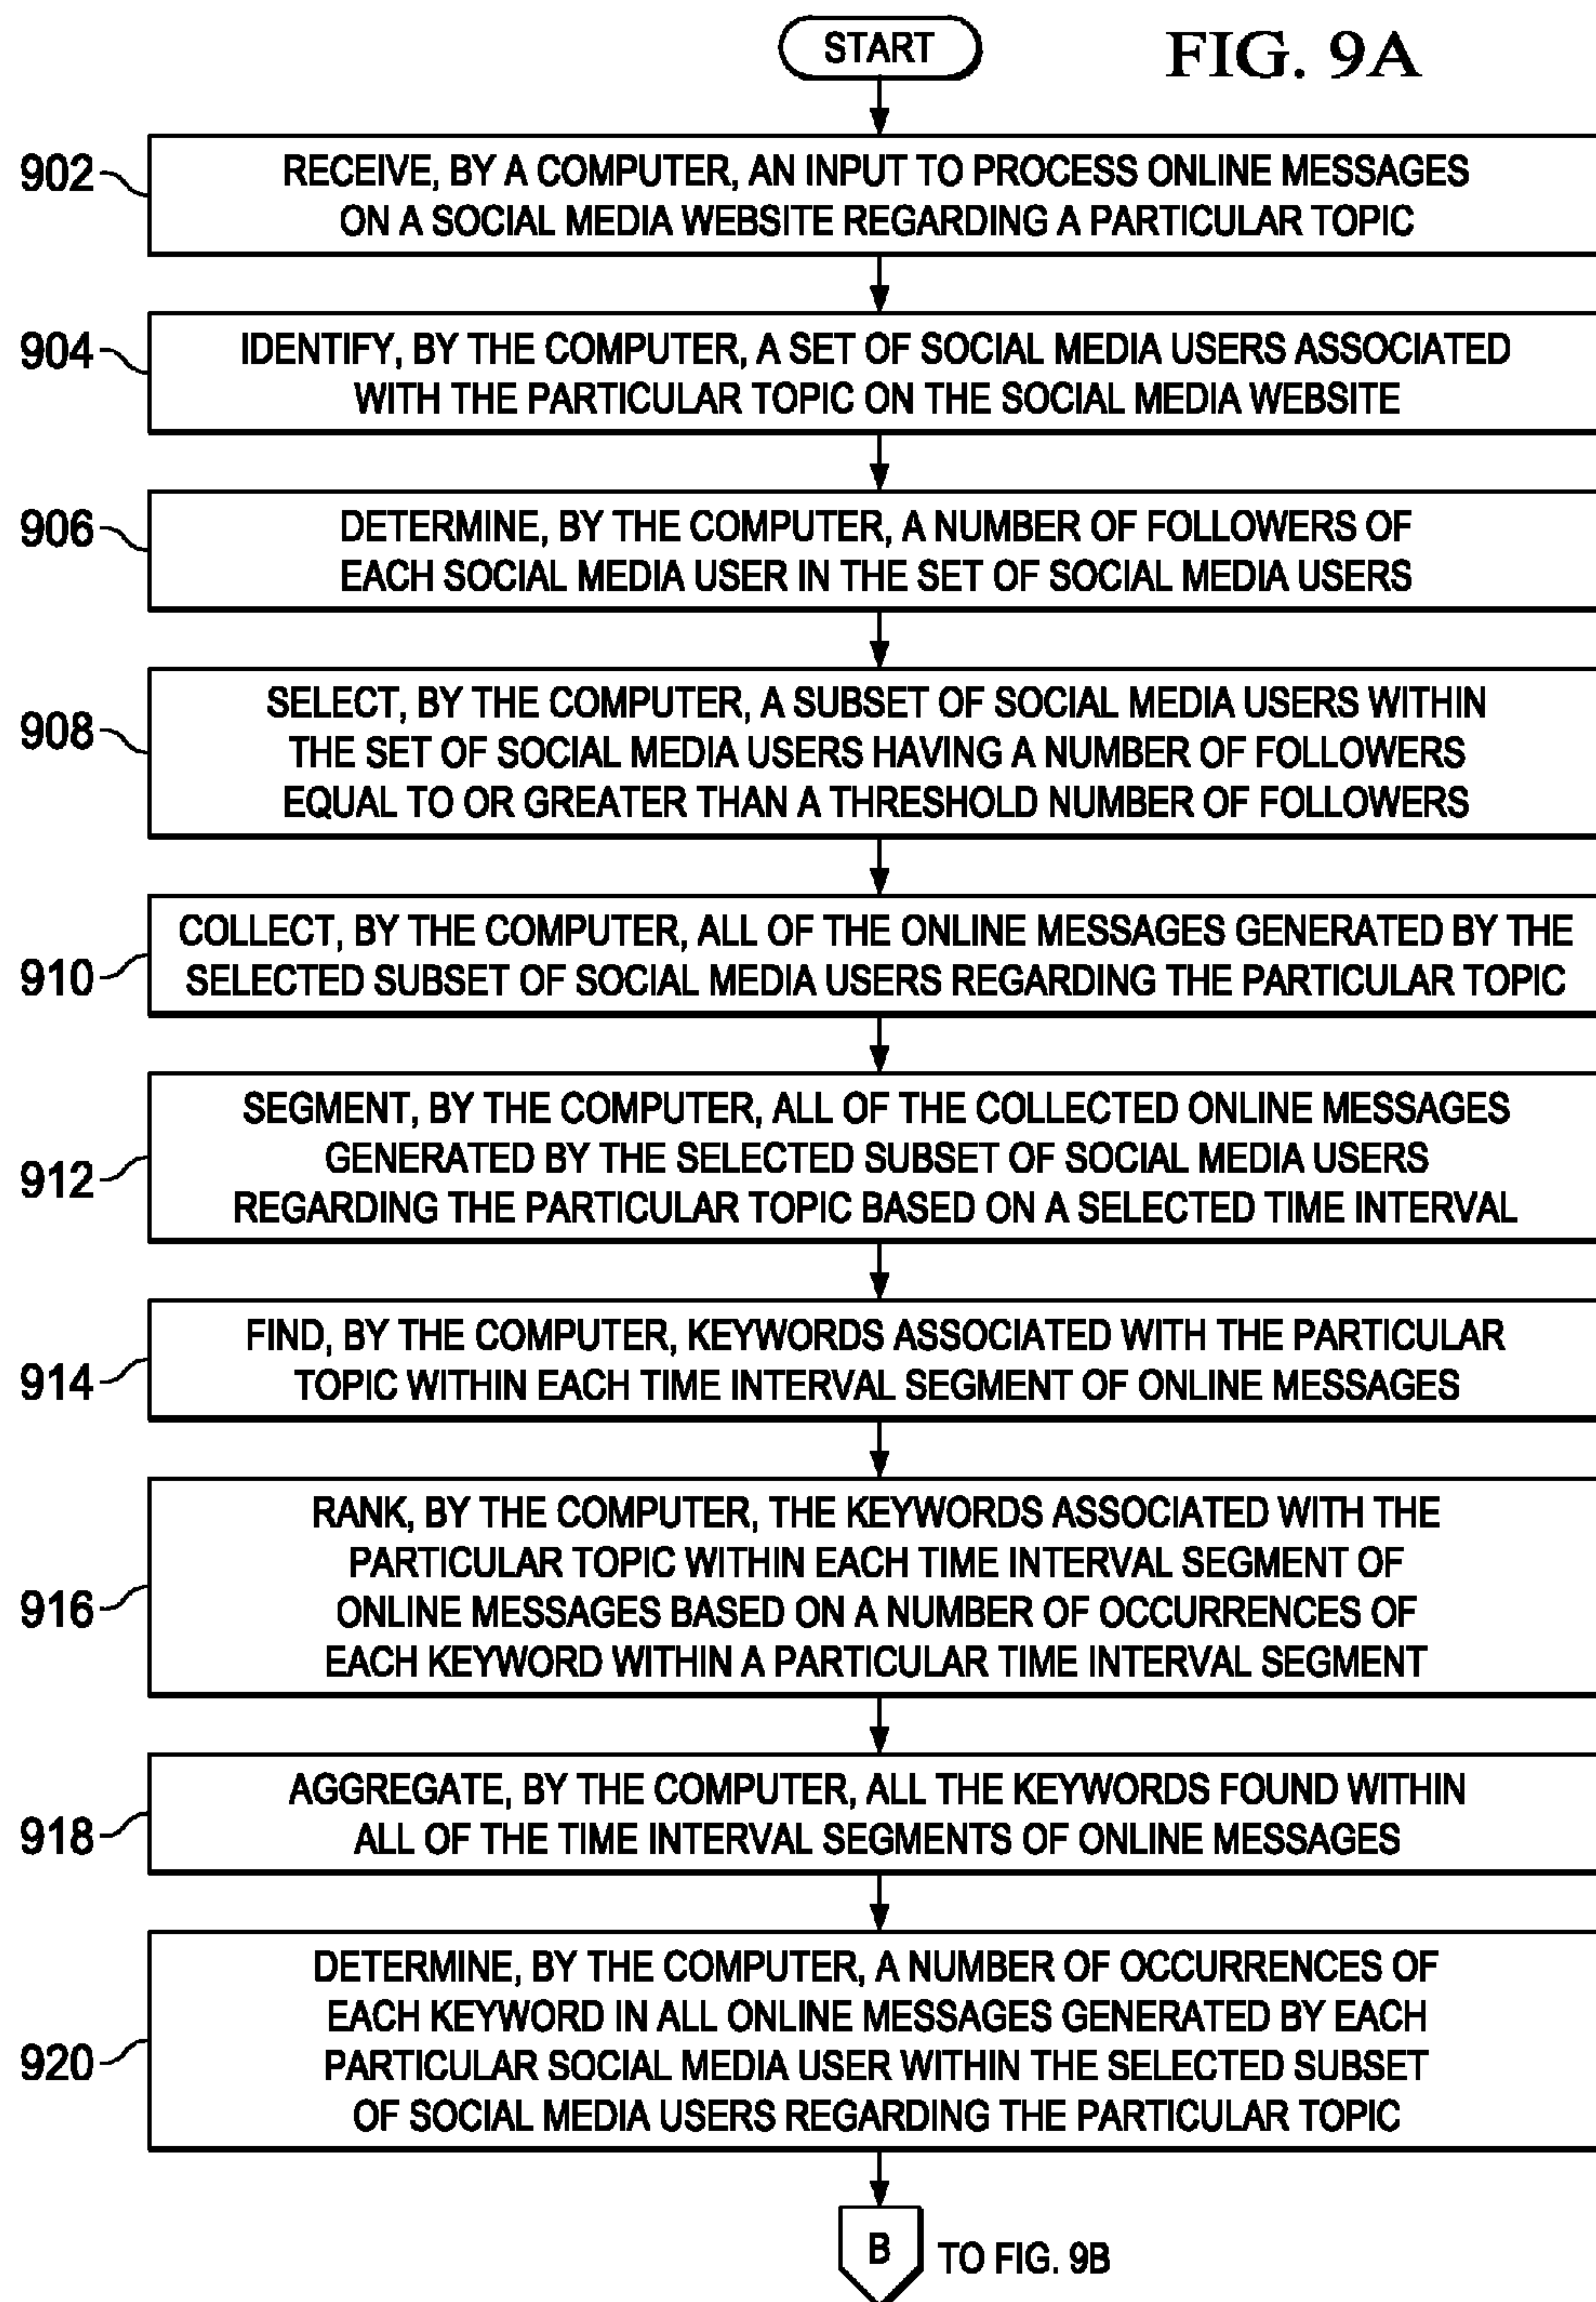 START
FIG. 9A
902
RECEIVE, BY A COMPUTER, AN INPUT TO PROCESS ONLINE MESSAGES
ON A SOCIAL MEDIA WEBSITE REGARDING A PARTICULAR TOPIC
904
IDENTIFY, BY THE COMPUTER, A SET OF SOCIAL MEDIA USERS ASSOCIATED
WITH THE PARTICULAR TOPIC ON THE SOCIAL MEDIA WEBSITE
906
DETERMINE, BY THE COMPUTER, A NUMBER OF FOLLOWERS OF
EACH SOCIAL MEDIA USER IN THE SET OF SOCIAL MEDIA USERS
908
SELECT, BY THE COMPUTER, A SUBSET OF SOCIAL MEDIA USERS WITHIN
THE SET OF SOCIAL MEDIA USERS HAVING A NUMBER OF FOLLOWERS
EQUAL TO OR GREATER THAN A THRESHOLD NUMBER OF FOLLOWERS
910
COLLECT, BY THE COMPUTER, ALL OF THE ONLINE MESSAGES GENERATED BY THE
SELECTED SUBSET OF SOCIAL MEDIA USERS REGARDING THE PARTICULAR TOPIC
912
SEGMENT, BY THE COMPUTER, ALL OF THE COLLECTED ONLINE MESSAGES
GENERATED BY THE SELECTED SUBSET OF SOCIAL MEDIA USERS
REGARDING THE PARTICULAR TOPIC BASED ON A SELECTED TIME INTERVAL
914
FIND, BY THE COMPUTER, KEYWORDS ASSOCIATED WITH THE PARTICULAR
TOPIC WITHIN EACH TIME INTERVAL SEGMENT OF ONLINE MESSAGES
916
RANK, BY THE COMPUTER, THE KEYWORDS ASSOCIATED WITH THE
PARTICULAR TOPIC WITHIN EACH TIME INTERVAL SEGMENT OF
ONLINE MESSAGES BASED ON A NUMBER OF OCCURRENCES OF
EACH KEYWORD WITHIN A PARTICULAR TIME INTERVAL SEGMENT
918
AGGREGATE, BY THE COMPUTER, ALL THE KEYWORDS FOUND WITHIN
ALL OF THE TIME INTERVAL SEGMENTS OF ONLINE MESSAGES
920
DETERMINE, BY THE COMPUTER, A NUMBER OF OCCURRENCES OF
EACH KEYWORD IN ALL ONLINE MESSAGES GENERATED BY EACH
PARTICULAR SOCIAL MEDIA USER WITHIN THE SELECTED SUBSET
OF SOCIAL MEDIA USERS REGARDING THE PARTICULAR TOPIC
B
TO FIG. 9B